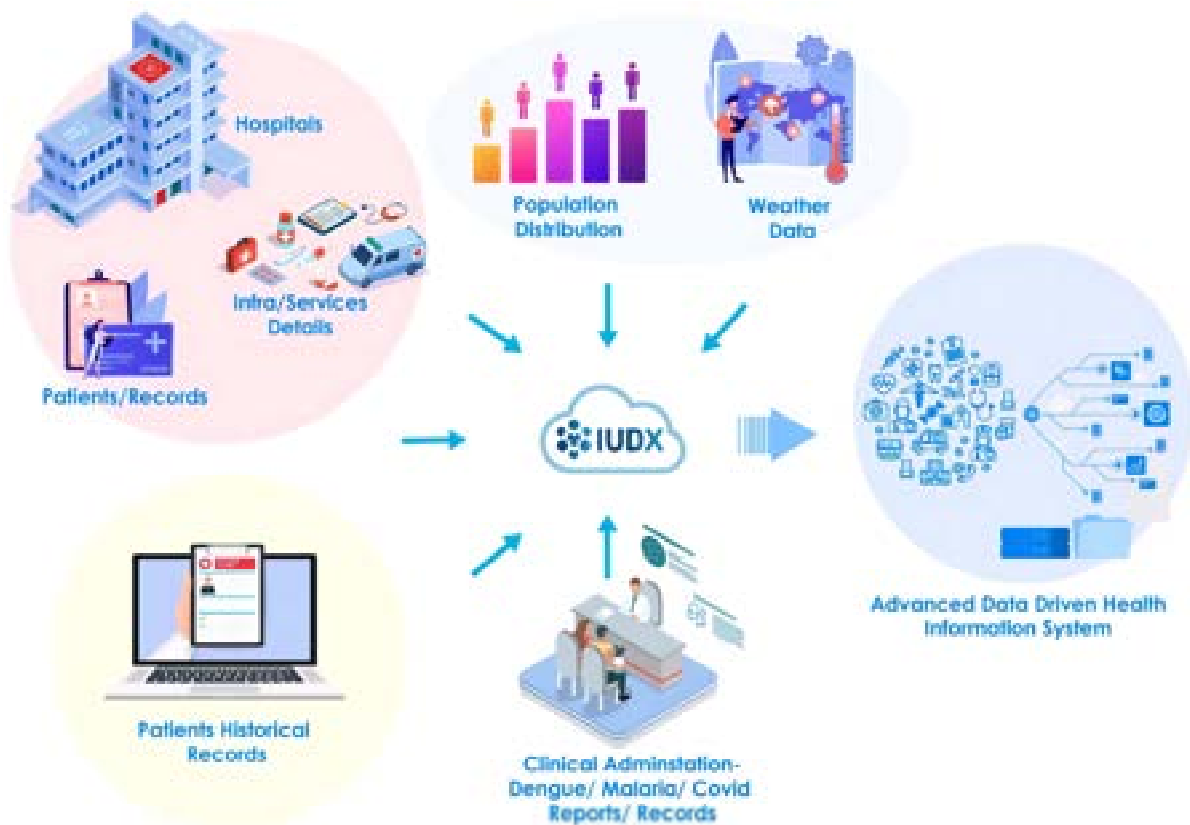 Hospitals
Infra/Services
Details
Patients/Records
Population
Distribution
Weather
Data
IUDX
Advanced Data Driven Health
Information System
Patients Historical
Records
Clinical Adminstation-
Dengue/ Malaria/ Covid
Reports/ Records